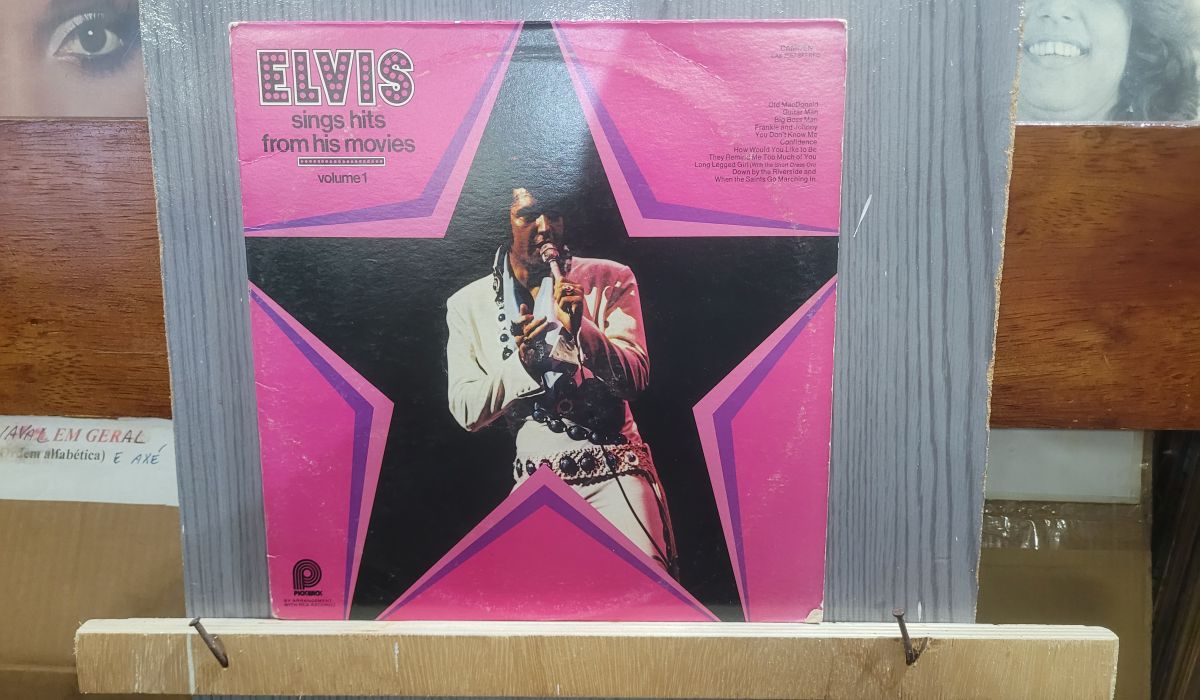 ELVIS
sings hits
from his movies
volume 1
CAMDEN
Old MacDonald
Guitar Man
Big Boss Man
Frankie and Johnny
You Don't Know Me
Confidence
How Would You Like to Be
They Remind Me Too Much of You
Long Legged Girl (With the Short Dress On)
Down by the Riverside and
When the Saints Go Marching In
EM GERAL
alfabética) E AXÉ
PICKWICK
BY ARRANGEMENT
WITH RCA RECORDS